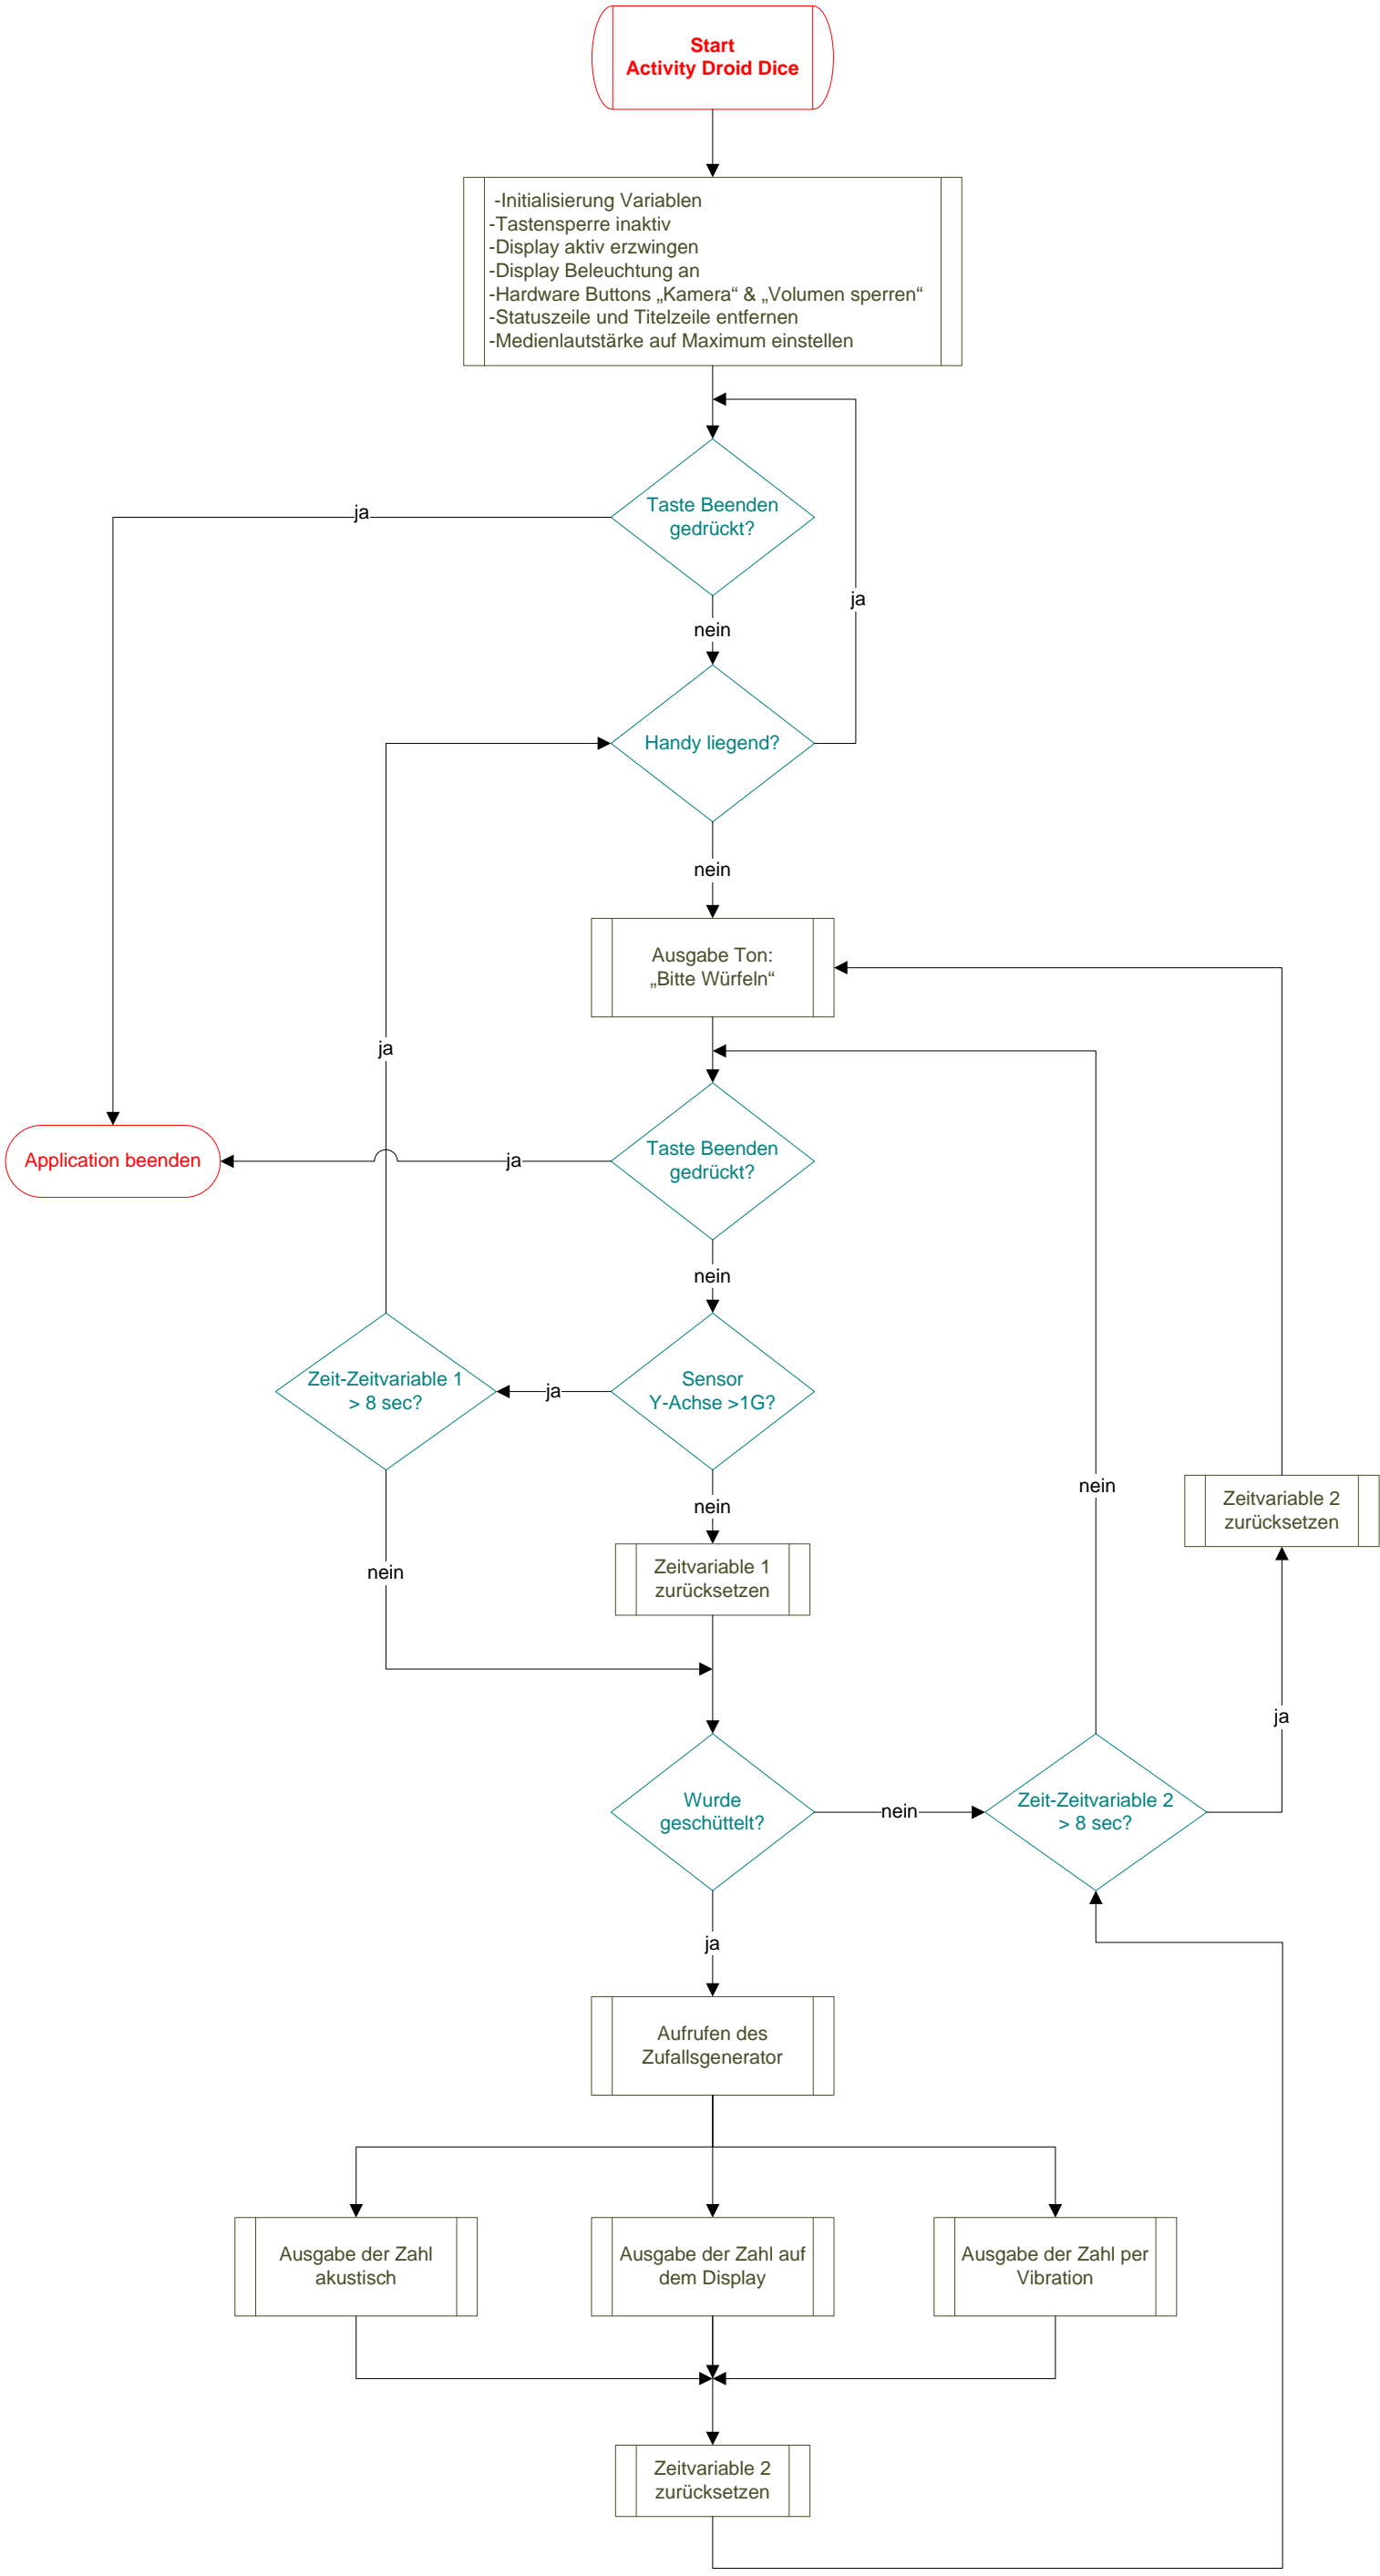 Start
Activity Droid Dice
-Initialisierung Variablen
-Tastensperre inaktiv
-Display aktiv erzwingen
-Display Beleuchtung an
-Hardware Buttons „Kamera“ & „Volumen sperren“
-Statuszeile und Titelzeile entfernen
-Medienlautstärke auf Maximum einstellen
Taste Beenden
gedrückt?
ja
ja
nein
Handy liegend?
nein
Ausgabe Ton:
„Bitte Würfeln“
ja
Taste Beenden
gedrückt?
Application beenden
ja
nein
Zeit-Zeitvariable 1
> 8 sec?
ja
Sensor
Y-Achse >1G?
nein
nein
Zeitvariable 2
zurücksetzen
nein
Zeitvariable 1
zurücksetzen
ja
Wurde
geschüttelt?
nein
Zeit-Zeitvariable 2
> 8 sec?
ja
Aufrufen des
Zufallsgenerator
Ausgabe der Zahl
akustisch
Ausgabe der Zahl auf
dem Display
Ausgabe der Zahl per
Vibration
Zeitvariable 2
zurücksetzen